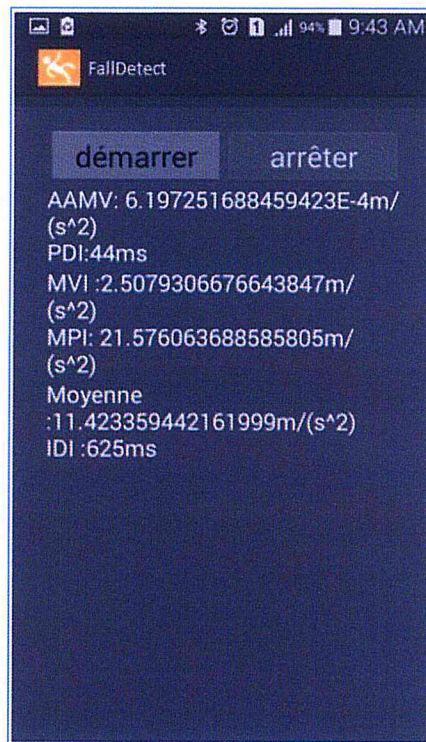 94% 9:43 AM
FallDetect
démarrer arrêter
AAMV: 6.197251688459423E-4m/
(s^2)
PDI:44ms
MVI :2.5079306676643847m/
(s^2)
MPI: 21.576063688585805m/
(s^2)
Moyenne
:11.423359442161999m/(s^2)
IDI :625ms